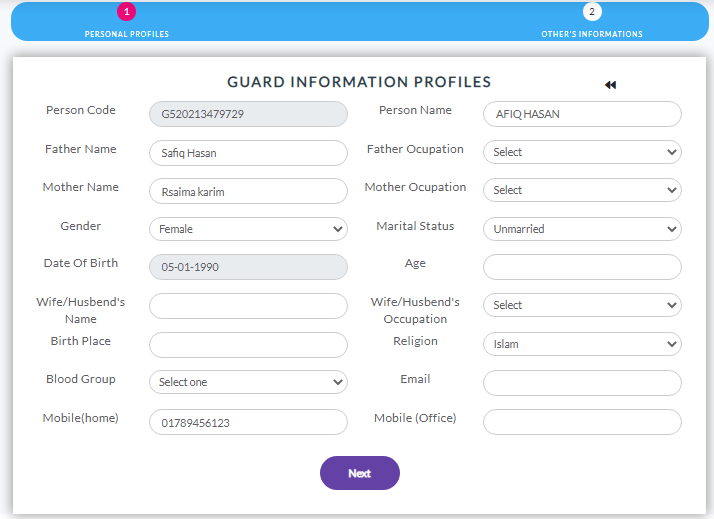 1 2
PERSONAL PROFILES OTHER'S INFORMATIONS
GUARD INFORMATION PROFILES
Person Code G520213479729 Person Name AFIQ HASAN
Father Name Safiq Hasan Father Ocupation Select
Mother Name Rsaima karim Mother Ocupation Select
Gender Female Marital Status Unmarried
Date Of Birth 05-01-1990 Age
Wife/Husbend's Name Wife/Husbend's Occupation Select
Birth Place Religion Islam
Blood Group Select one Email
Mobile(home) 01789456123 Mobile (Office)
Next